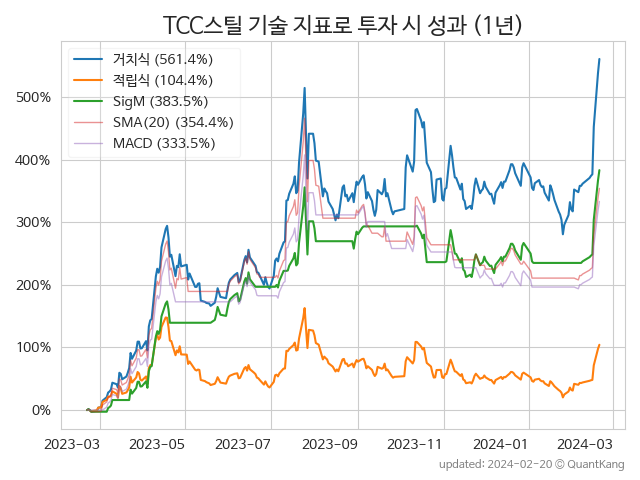 TCC스틸 기술 지표로 투자 시 성과 (1년)
거치식 (561.4%)
적립식 (104.4%)
SigM (383.5%)
SMA(20) (354.4%)
MACD (333.5%)
500%
400%
300%
200%
100%
0%
2023-03 2023-05 2023-07 2023-09 2023-11 2024-01 2024-03
updated: 2024-02-20 © QuantKang